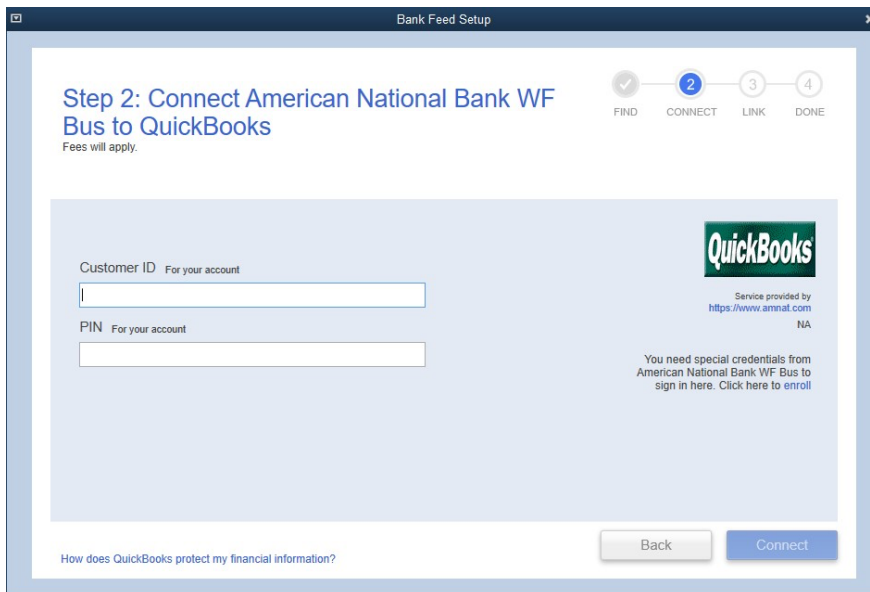 Bank Feed Setup
Step 2: Connect American National Bank WF
Bus to QuickBooks
Fees will apply.
2
3
4
FIND
CONNECT
LINK
DONE
Customer ID For your account
PIN For your account
QuickBooks
Service provided by
https://www.amnat.com
NA
You need special credentials from
American National Bank WF Bus to
sign in here. Click here to enroll
How does QuickBooks protect my financial information?
Back
Connect